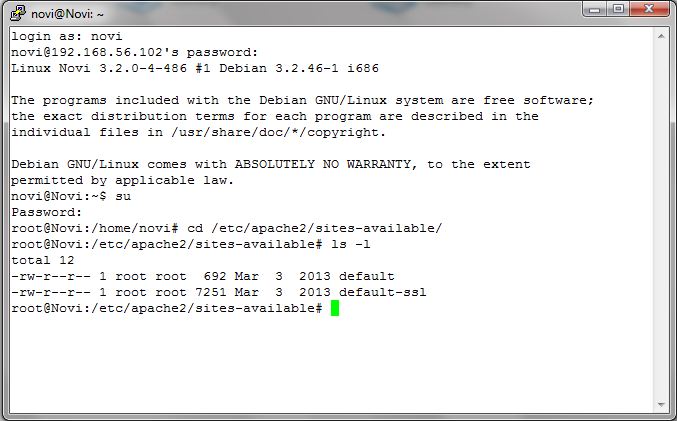 novi@Novi: ~
login as: novi
novi@192.168.56.102's password:
Linux Novi 3.2.0-4-486 #1 Debian 3.2.46-1 i686
The programs included with the Debian GNU/Linux system are free software;
the exact distribution terms for each program are described in the
individual files in /usr/share/doc/*/copyright.
Debian GNU/Linux comes with ABSOLUTELY NO WARRANTY, to the extent
permitted by applicable law.
novi@Novi:~$ su
Password:
root@Novi:/home/novi# cd /etc/apache2/sites-available/
root@Novi:/etc/apache2/sites-available# ls -l
total 12
-rw-r--r-- 1 root root  692 Mar  3  2013 default
-rw-r--r-- 1 root root 7251 Mar  3  2013 default-ssl
root@Novi:/etc/apache2/sites-available#